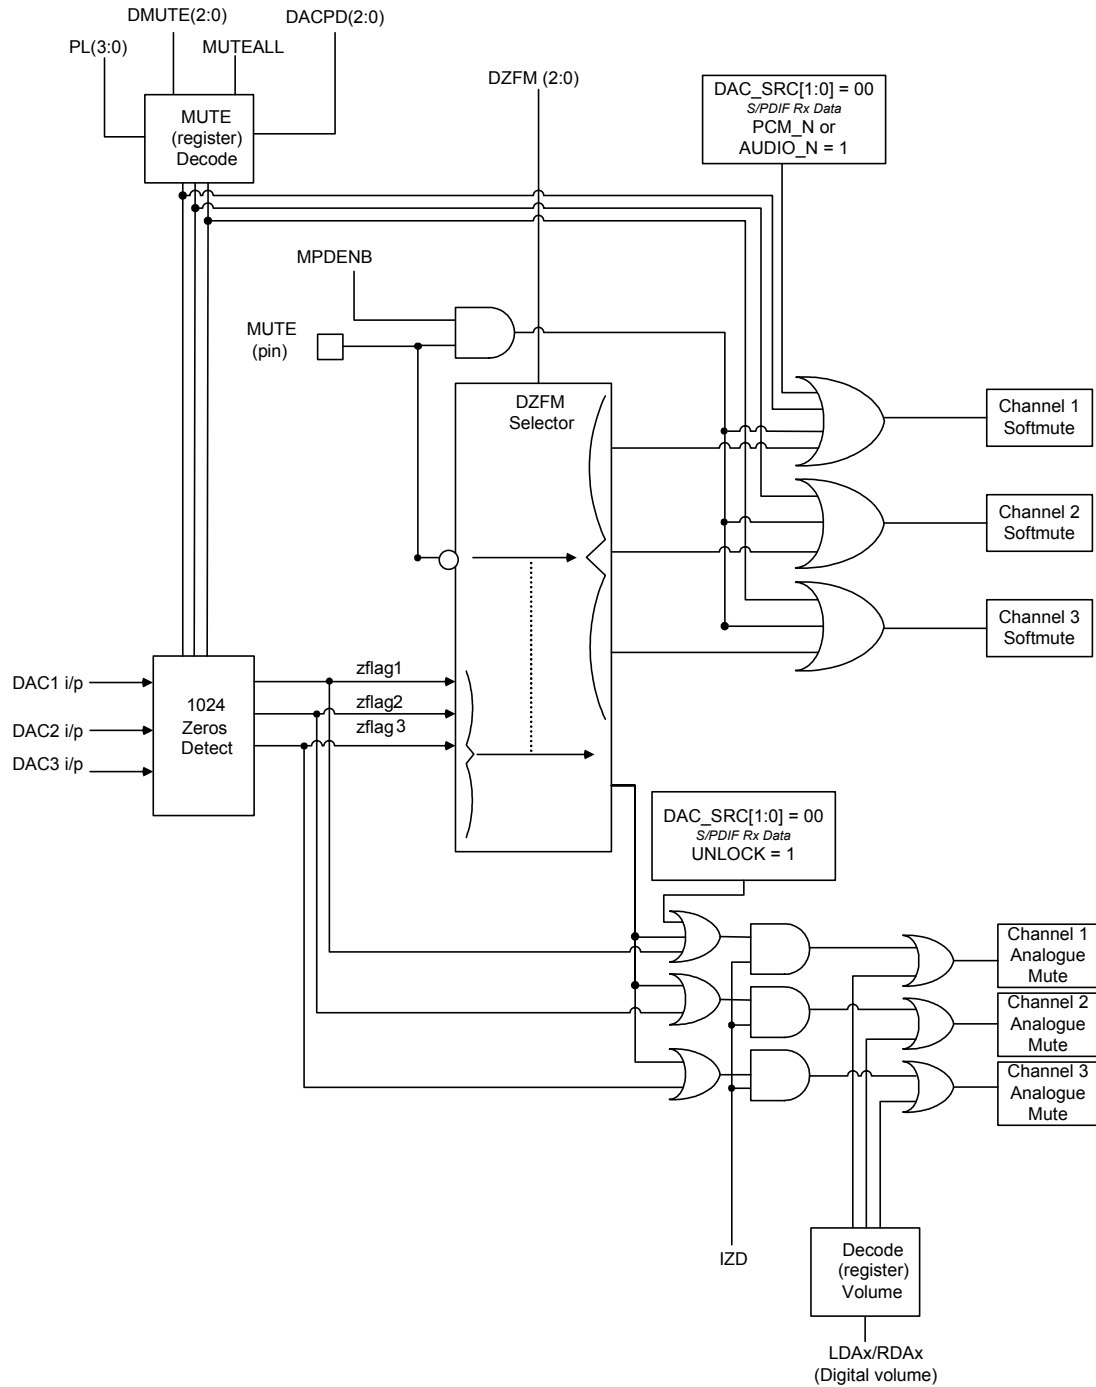 DMUTE(2:0)
DACPD(2:0)
PL(3:0)
MUTEALL
MUTE
(register)
Decode
DZFM (2:0)
DAC_SRC[1:0] = 00
S/PDIF Rx Data
PCM_N or
AUDIO_N = 1
MPDENB
MUTE
(pin)
DZFM
Selector
Channel 1
Softmute
Channel 2
Softmute
Channel 3
Softmute
DAC1 i/p
DAC2 i/p
DAC3 i/p
1024
Zeros
Detect
zflag1
zflag2
zflag3
DAC_SRC[1:0] = 00
S/PDIF Rx Data
UNLOCK = 1
Channel 1
Analogue
Mute
Channel 2
Analogue
Mute
Channel 3
Analogue
Mute
IZD
Decode
(register)
Volume
LDAx/RDAx
(Digital volume)